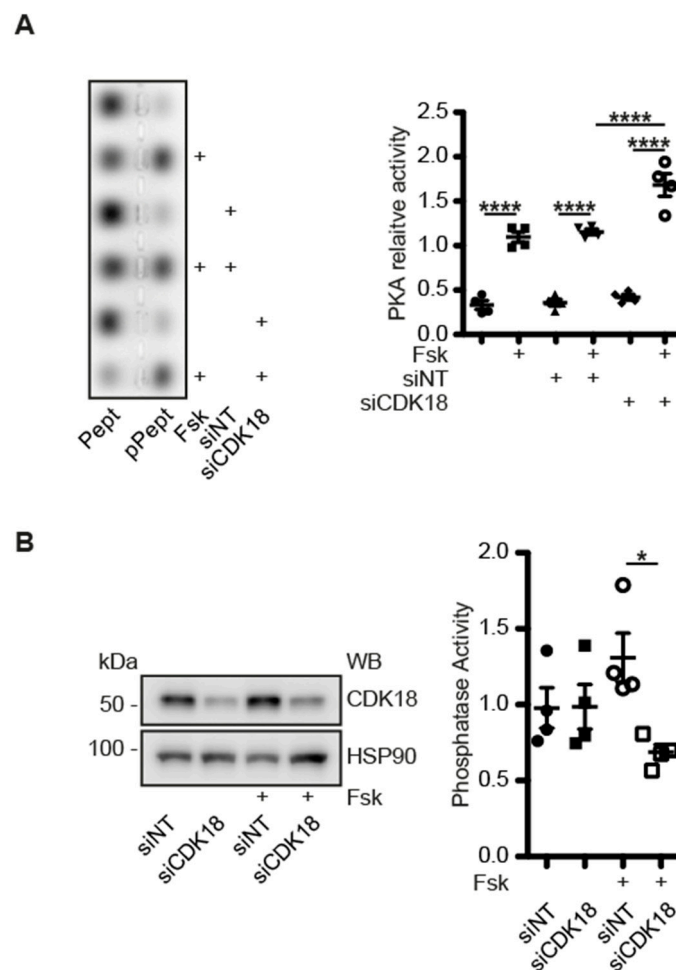 A
+
+
+ +
+
+ +
Pept pPept Fsk siNT siCDK18
PKA relaitve activity
2.5
2.0
1.5
1.0
0.5
0.0
**** **** **** ****
Fsk + + +
siNT + +
siCDK18 + +
B
kDa WB
50 - CDK18
100 - HSP90
+ + Fsk
siNT siCDK18 siNT siCDK18
Phosphatase Activity
2.0
1.5
1.0
0.5
0.0
*
Fsk + +
siNT siCDK18 siNT siCDK18